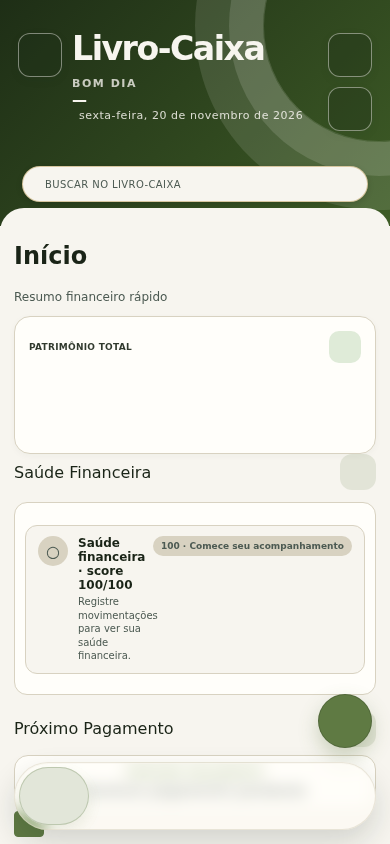 Livro-Caixa
BOM DIA
—
sexta-feira, 20 de novembro de 2026
BUSCAR NO LIVRO-CAIXA
Início
Resumo financeiro rápido
PATRIMÔNIO TOTAL
Saúde Financeira
Saúde
financeira
· score
100/100
100 · Comece seu acompanhamento
Registre
movimentações
para ver sua
saúde
financeira.
Próximo Pagamento